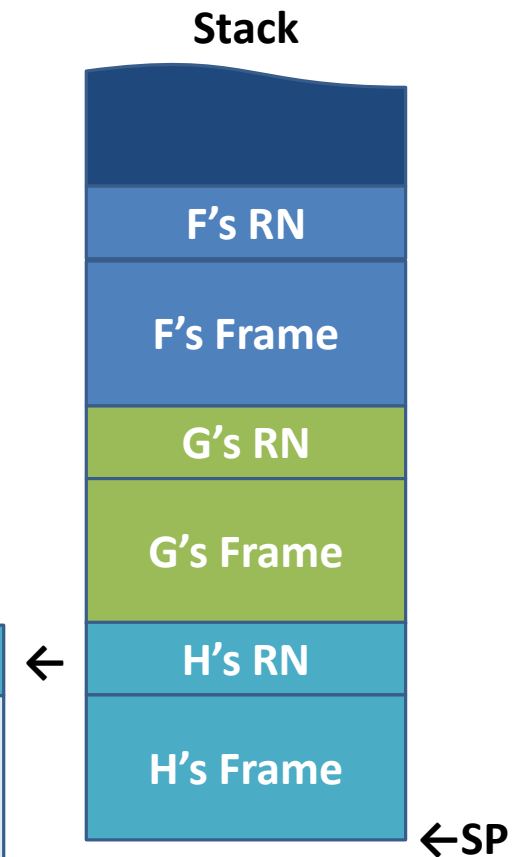 Stack
F’s RN
F’s Frame
G’s RN
G’s Frame
← H’s RN
H’s Frame
←SP